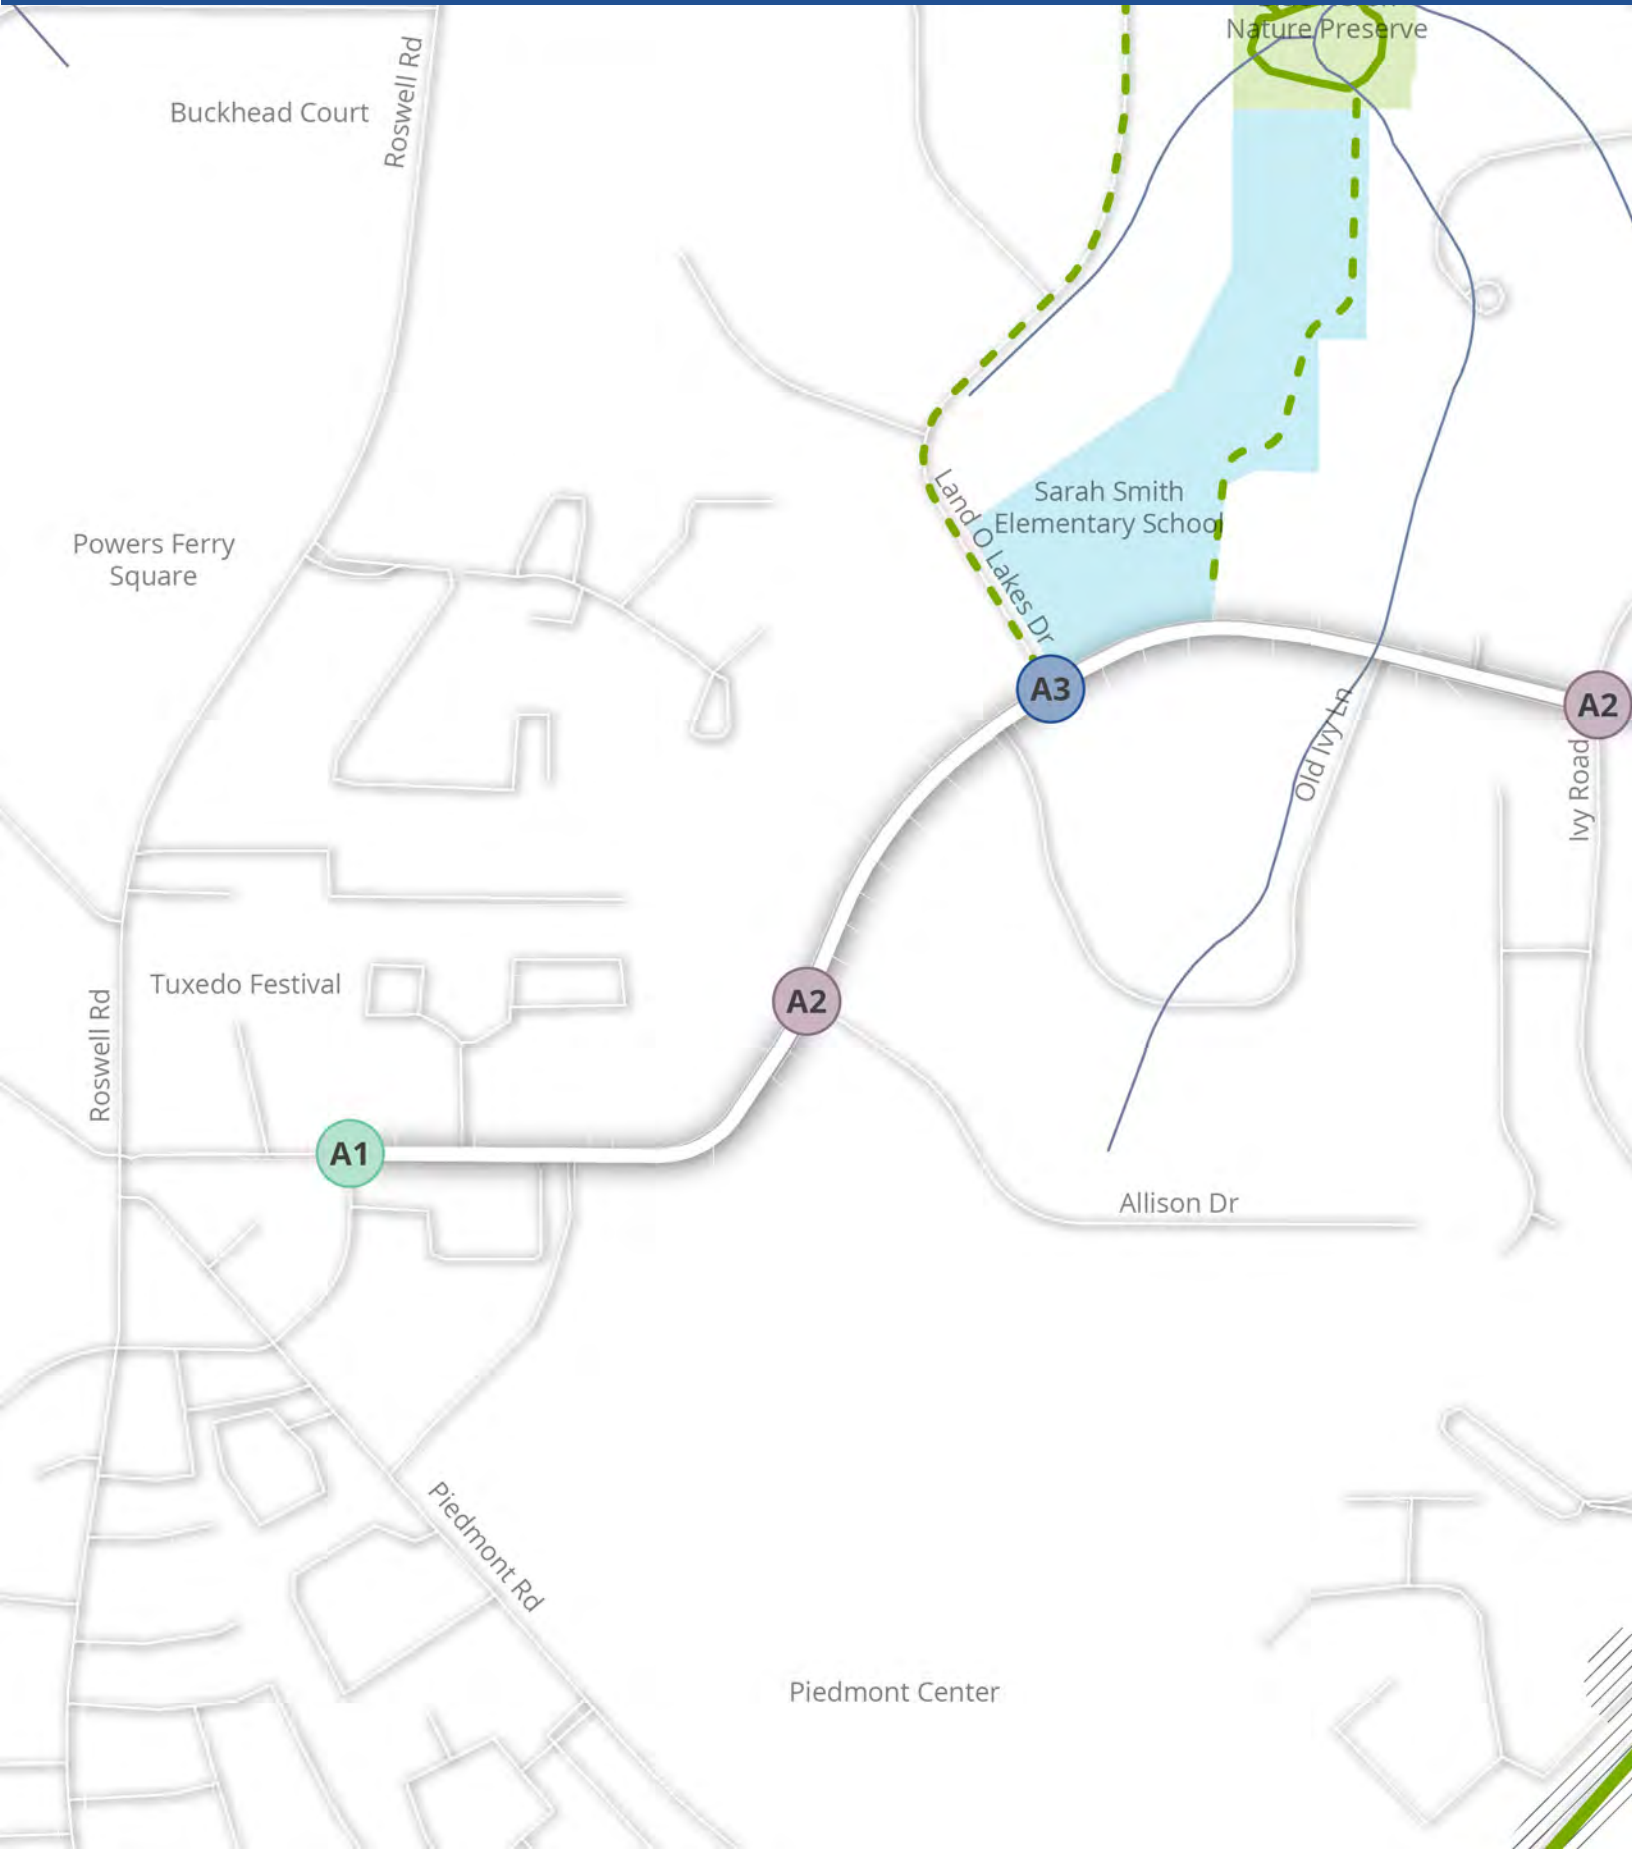 Nature Preserve
Roswell Rd
Buckhead Court
Sarah Smith
Elementary School
Land O Lakes Dr
Powers Ferry
Square
A3
A2
Old Ivy Ln
Ivy Road
Tuxedo Festival
A2
Roswell Rd
A1
Allison Dr
Piedmont Rd
Piedmont Center